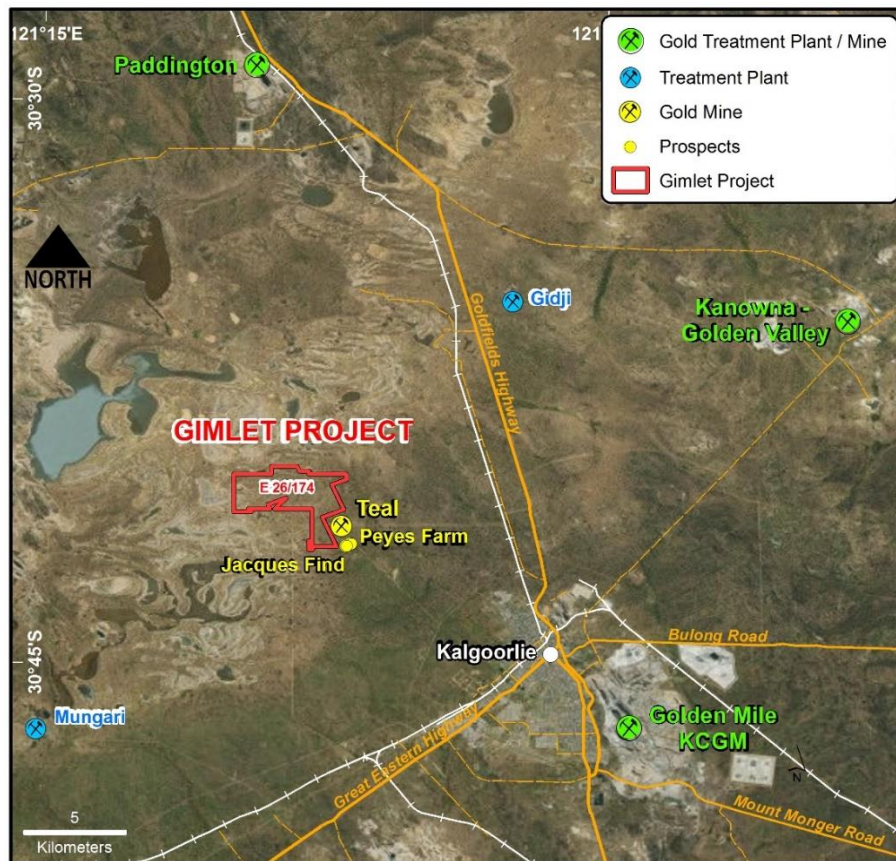 121°15'E
121°
30°30'S
30°45'S
Paddington
Gold Treatment Plant / Mine
Treatment Plant
Gold Mine
Prospects
Gimlet Project
NORTH
Gidji
Kanowna -
Golden Valley
Goldfields Highway
GIMLET PROJECT
E 26/174
Teal
Peyes Farm
Jacques Find
Kalgoorlie
Bulong Road
Mungari
Golden Mile
KCGM
Great Eastern Highway
Mount Monger Road
N
5
Kilometers